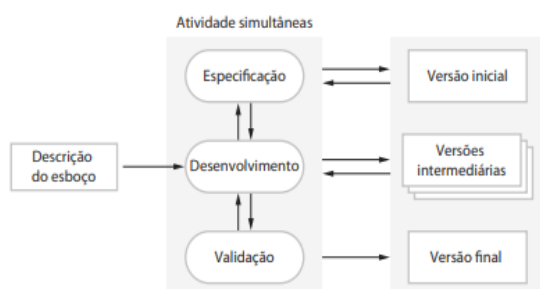 Atividade simultâneas
Especificação
Versão inicial
Descrição
do esboço
Desenvolvimento
Versões
intermediárias
Validação
Versão final